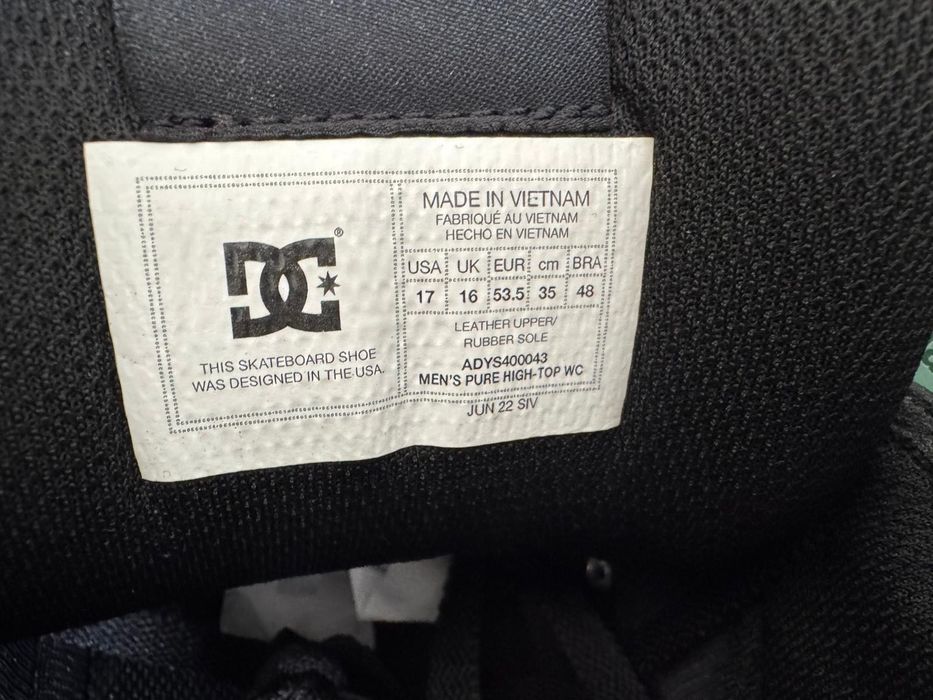 DC®
THIS SKATEBOARD SHOE
WAS DESIGNED IN THE USA.
MADE IN VIETNAM
FABRIQUÉ AU VIETNAM
HECHO EN VIETNAM
USA UK EUR cm BRA
17 16 53.5 35 48
LEATHER UPPER/
RUBBER SOLE
ADYS400043
MEN'S PURE HIGH-TOP WC
JUN 22 SIV